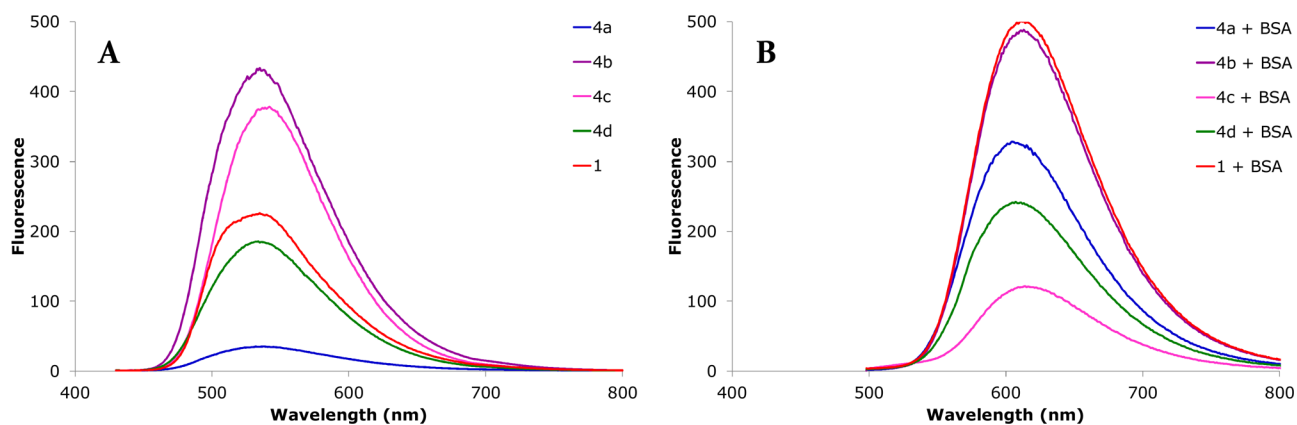 A
500
400
300
200
100
0
Fluorescence
400
500
600
700
800
Wavelength (nm)
4a
4b
4c
4d
1
B
500
400
300
200
100
0
Fluorescence
400
500
600
700
800
Wavelength (nm)
4a + BSA
4b + BSA
4c + BSA
4d + BSA
1 + BSA